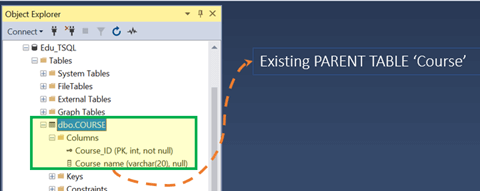 Object Explorer
Connect
Edu_TSQL
Tables
System Tables
FileTables
External Tables
Graph Tables
dbo.COURSE
Columns
Course_ID (PK, int, not null)
Course_name (varchar(20), null)
Keys
Constraints
Existing PARENT TABLE ‘Course’